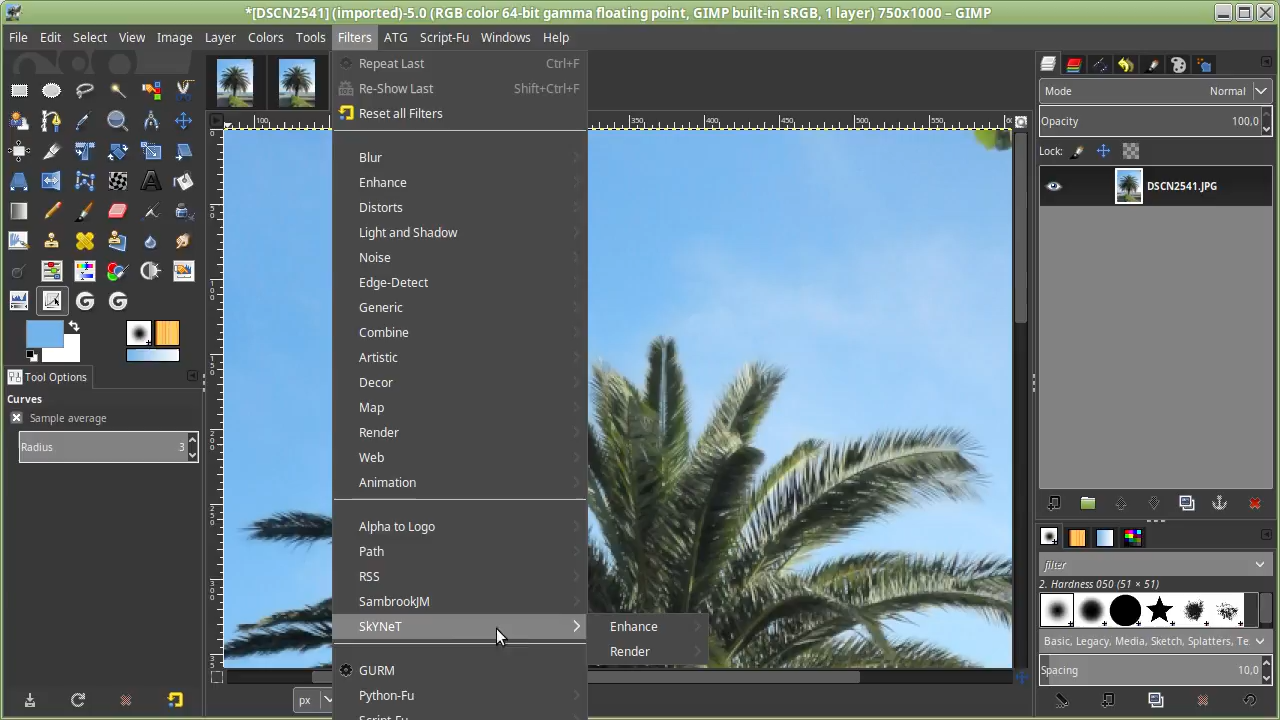 *[DSCN2541] (imported)-5.0 (RGB color 64-bit gamma floating point, GIMP built-in sRGB, 1 layer) 750x1000 – GIMP
File Edit Select View Image Layer Colors Tools Filters ATG Script-Fu Windows Help
Repeat Last Ctrl+F
Re-Show Last Shift+Ctrl+F
Reset all Filters
Blur
Enhance
Distorts
Light and Shadow
Noise
Edge-Detect
Generic
Combine
Artistic
Decor
Map
Render
Web
Animation
Alpha to Logo
Path
RSS
SambrookJM
SkYNeT
Enhance
Render
GURM
Python-Fu
Script-Fu
Tool Options
Curves
Sample average
Radius 3
100 350 400 450 500 550
px
Mode Normal
Opacity 100,0
Lock:
DSCN2541.JPG
filter
2. Hardness 050 (51 × 51)
Basic, Legacy, Media, Sketch, Splatters, Te
Spacing 10,0